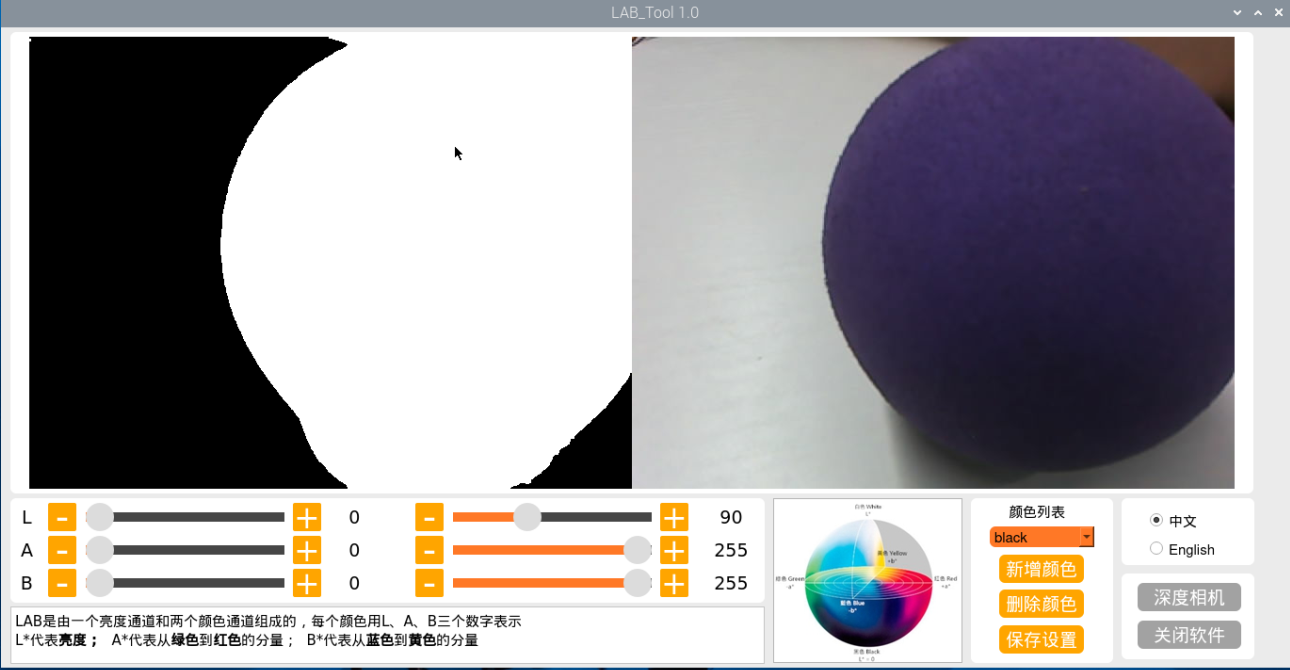 LAB_Tool 1.0
L - + 0 - + 90
A - + 0 - + 255
B - + 0 - + 255
LAB是由一个亮度通道和两个颜色通道组成的，每个颜色用L、A、B三个数字表示
L*代表亮度； A*代表从绿色到红色的分量； B*代表从蓝色到黄色的分量
白色 White
L*
黄色 Yellow
+b*
绿色 Green
-a*
红色 Red
+a*
蓝色 Blue
-b*
黑色 Black
L* = 0
颜色列表
black
新增颜色
删除颜色
保存设置
中文
English
深度相机
关闭软件